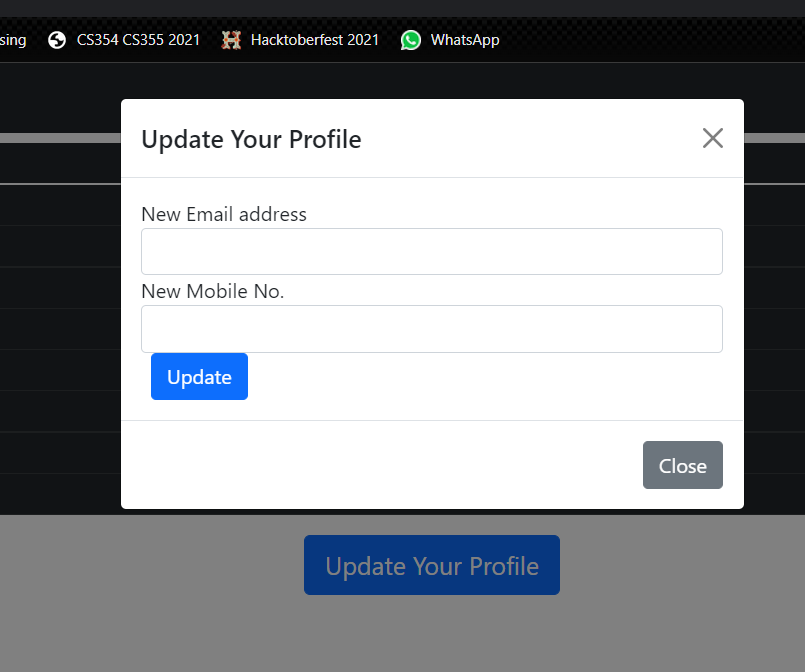 sing CS354 CS355 2021 Hacktoberfest 2021 WhatsApp
Update Your Profile
New Email address
New Mobile No.
Update
Close
Update Your Profile